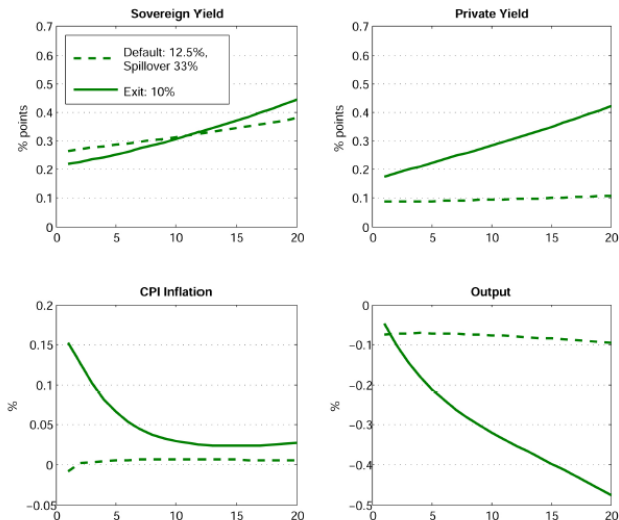 Sovereign Yield
0.7
0.6
0.5
0.4
0.3
0.2
0.1
0
% points
Default: 12.5%,
Spillover 33%
Exit: 10%
0 5 10 15 20
Private Yield
0.7
0.6
0.5
0.4
0.3
0.2
0.1
0
% points
0 5 10 15 20
CPI Inflation
0.2
0.15
0.1
0.05
0
−0.05
%
0 5 10 15 20
Output
0
−0.1
−0.2
−0.3
−0.4
−0.5
%
0 5 10 15 20